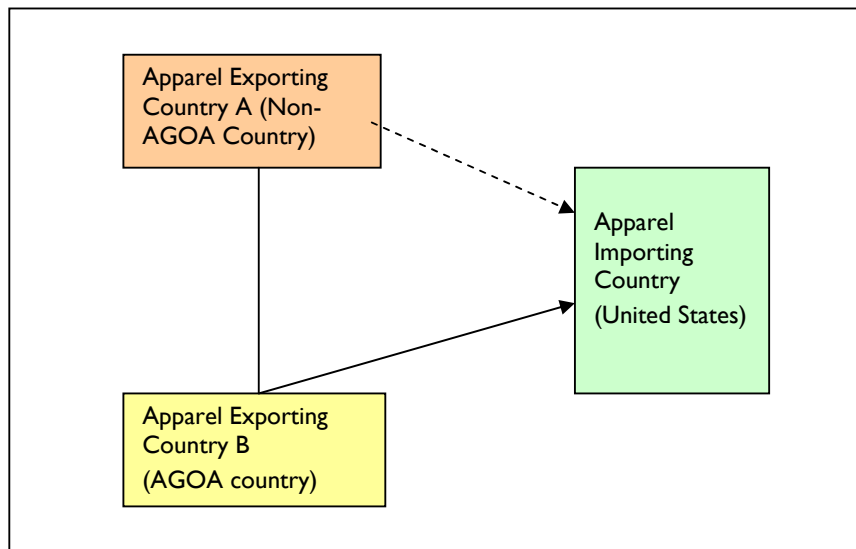 Apparel Exporting
Country A (Non-
AGOA Country)
Apparel
Importing
Country
(United States)
Apparel Exporting
Country B
(AGOA country)